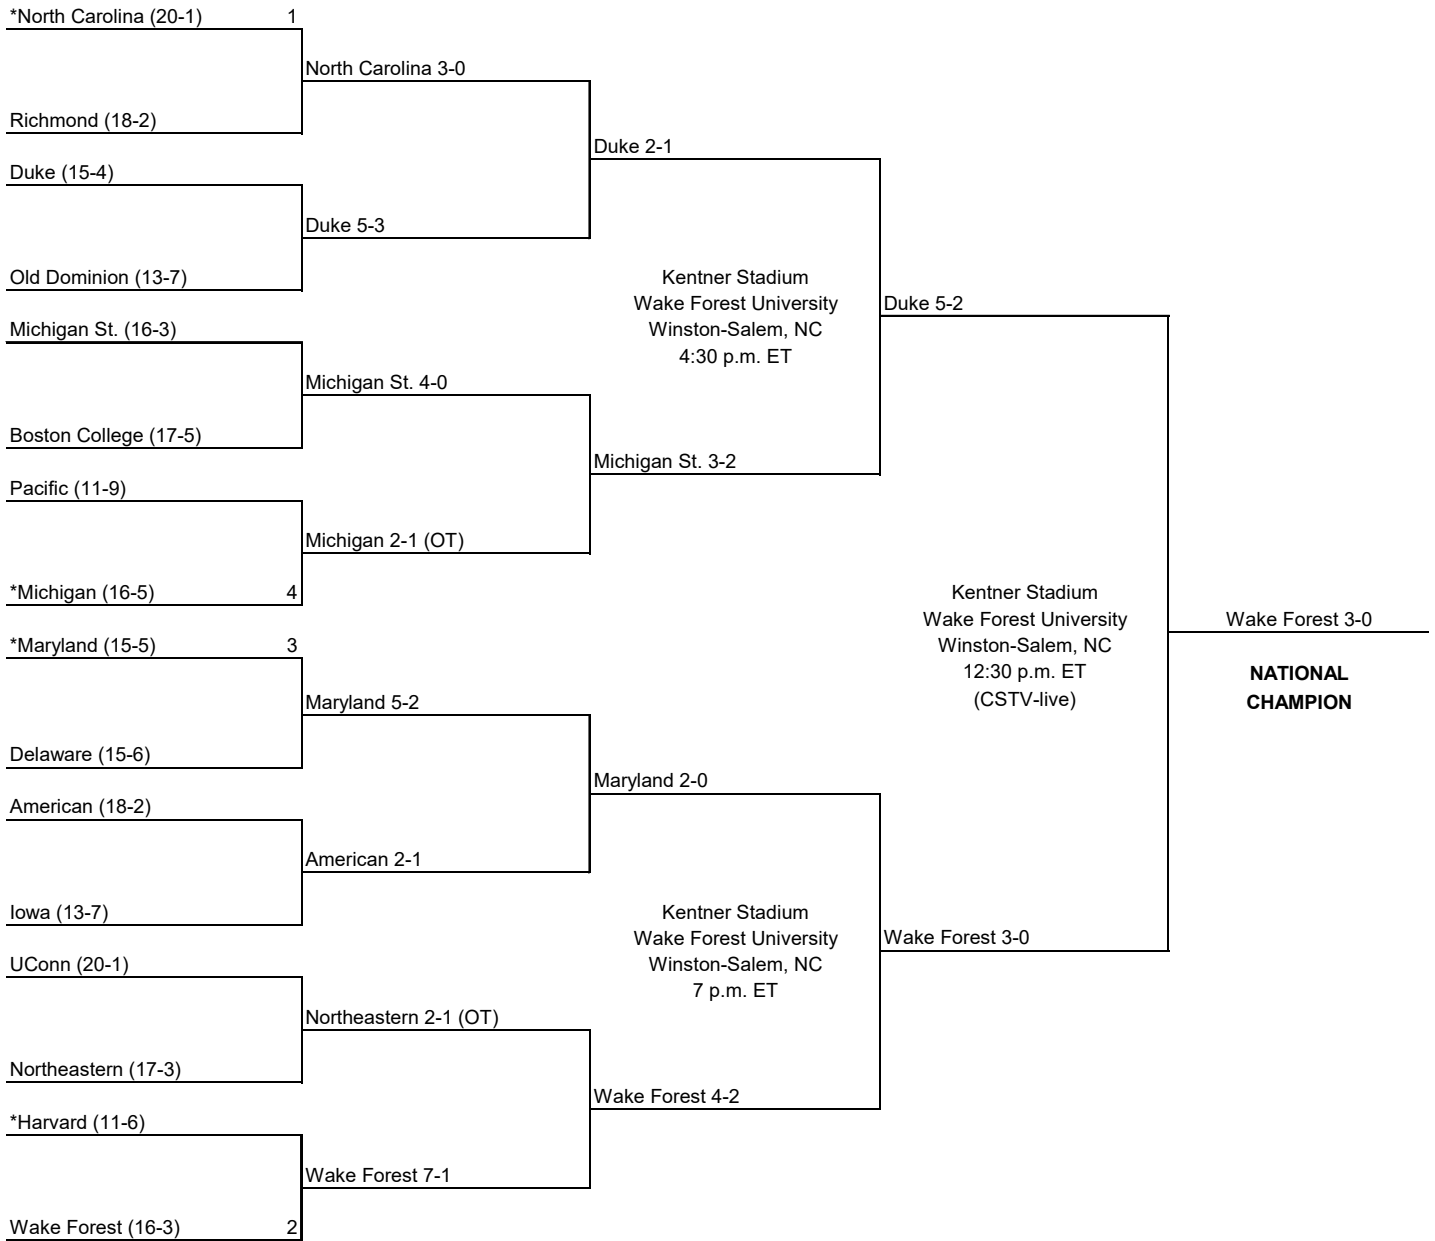 *North Carolina (20-1) 1
North Carolina 3-0
Richmond (18-2)
Duke 2-1
Duke (15-4)
Duke 5-3
Old Dominion (13-7)
Kentner Stadium
Wake Forest University
Winston-Salem, NC
4:30 p.m. ET
Duke 5-2
Michigan St. (16-3)
Michigan St. 4-0
Boston College (17-5)
Michigan St. 3-2
Pacific (11-9)
Michigan 2-1 (OT)
*Michigan (16-5) 4
Kentner Stadium
Wake Forest University
Winston-Salem, NC
12:30 p.m. ET
(CSTV-live)
Wake Forest 3-0
NATIONAL
CHAMPION
*Maryland (15-5) 3
Maryland 5-2
Delaware (15-6)
Maryland 2-0
American (18-2)
American 2-1
Iowa (13-7)
Kentner Stadium
Wake Forest University
Winston-Salem, NC
7 p.m. ET
Wake Forest 3-0
UConn (20-1)
Northeastern 2-1 (OT)
Northeastern (17-3)
Wake Forest 4-2
*Harvard (11-6)
Wake Forest 7-1
Wake Forest (16-3) 2